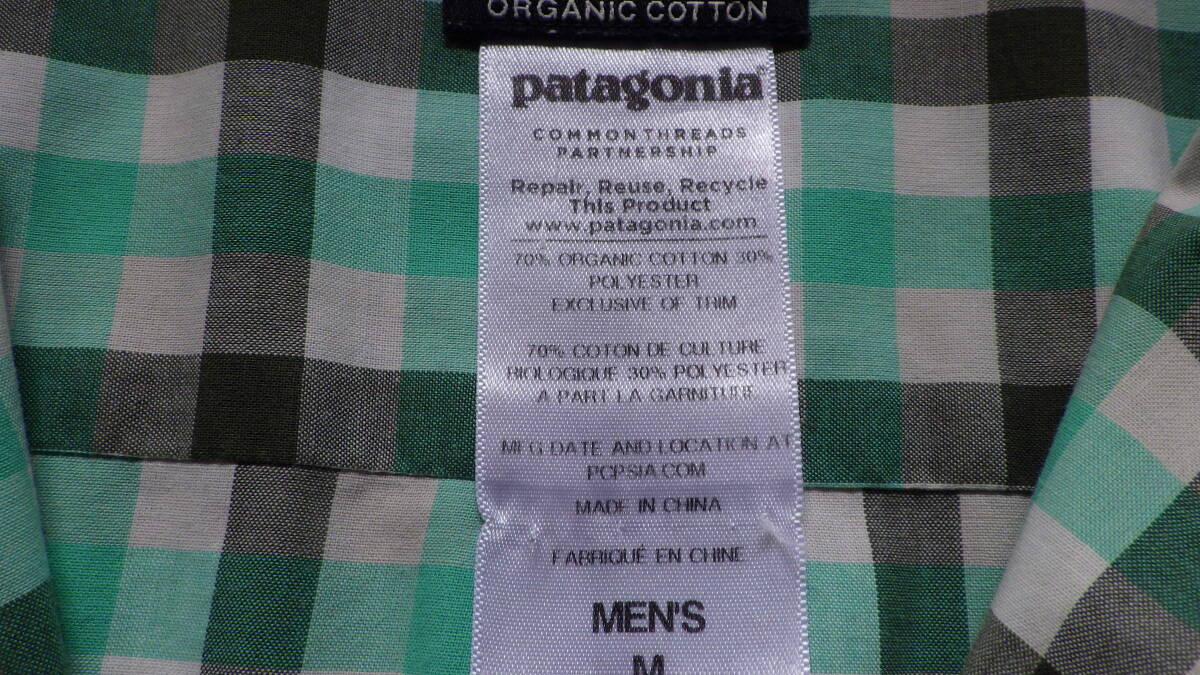 ORGANIC COTTON
patagonia®
COMMON THREADS
PARTNERSHIP
Repair, Reuse, Recycle
This Product
www.patagonia.com
70% ORGANIC COTTON 30%
POLYESTER
EXCLUSIVE OF TRIM
70% COTON DE CULTURE
BIOLOGIQUE 30% POLYESTER
A PART LA GARNITURE
MFG DATE AND LOCATION AT
PCPSIA.COM
MADE IN CHINA
FABRIQUÉ EN CHINE
MEN'S
M